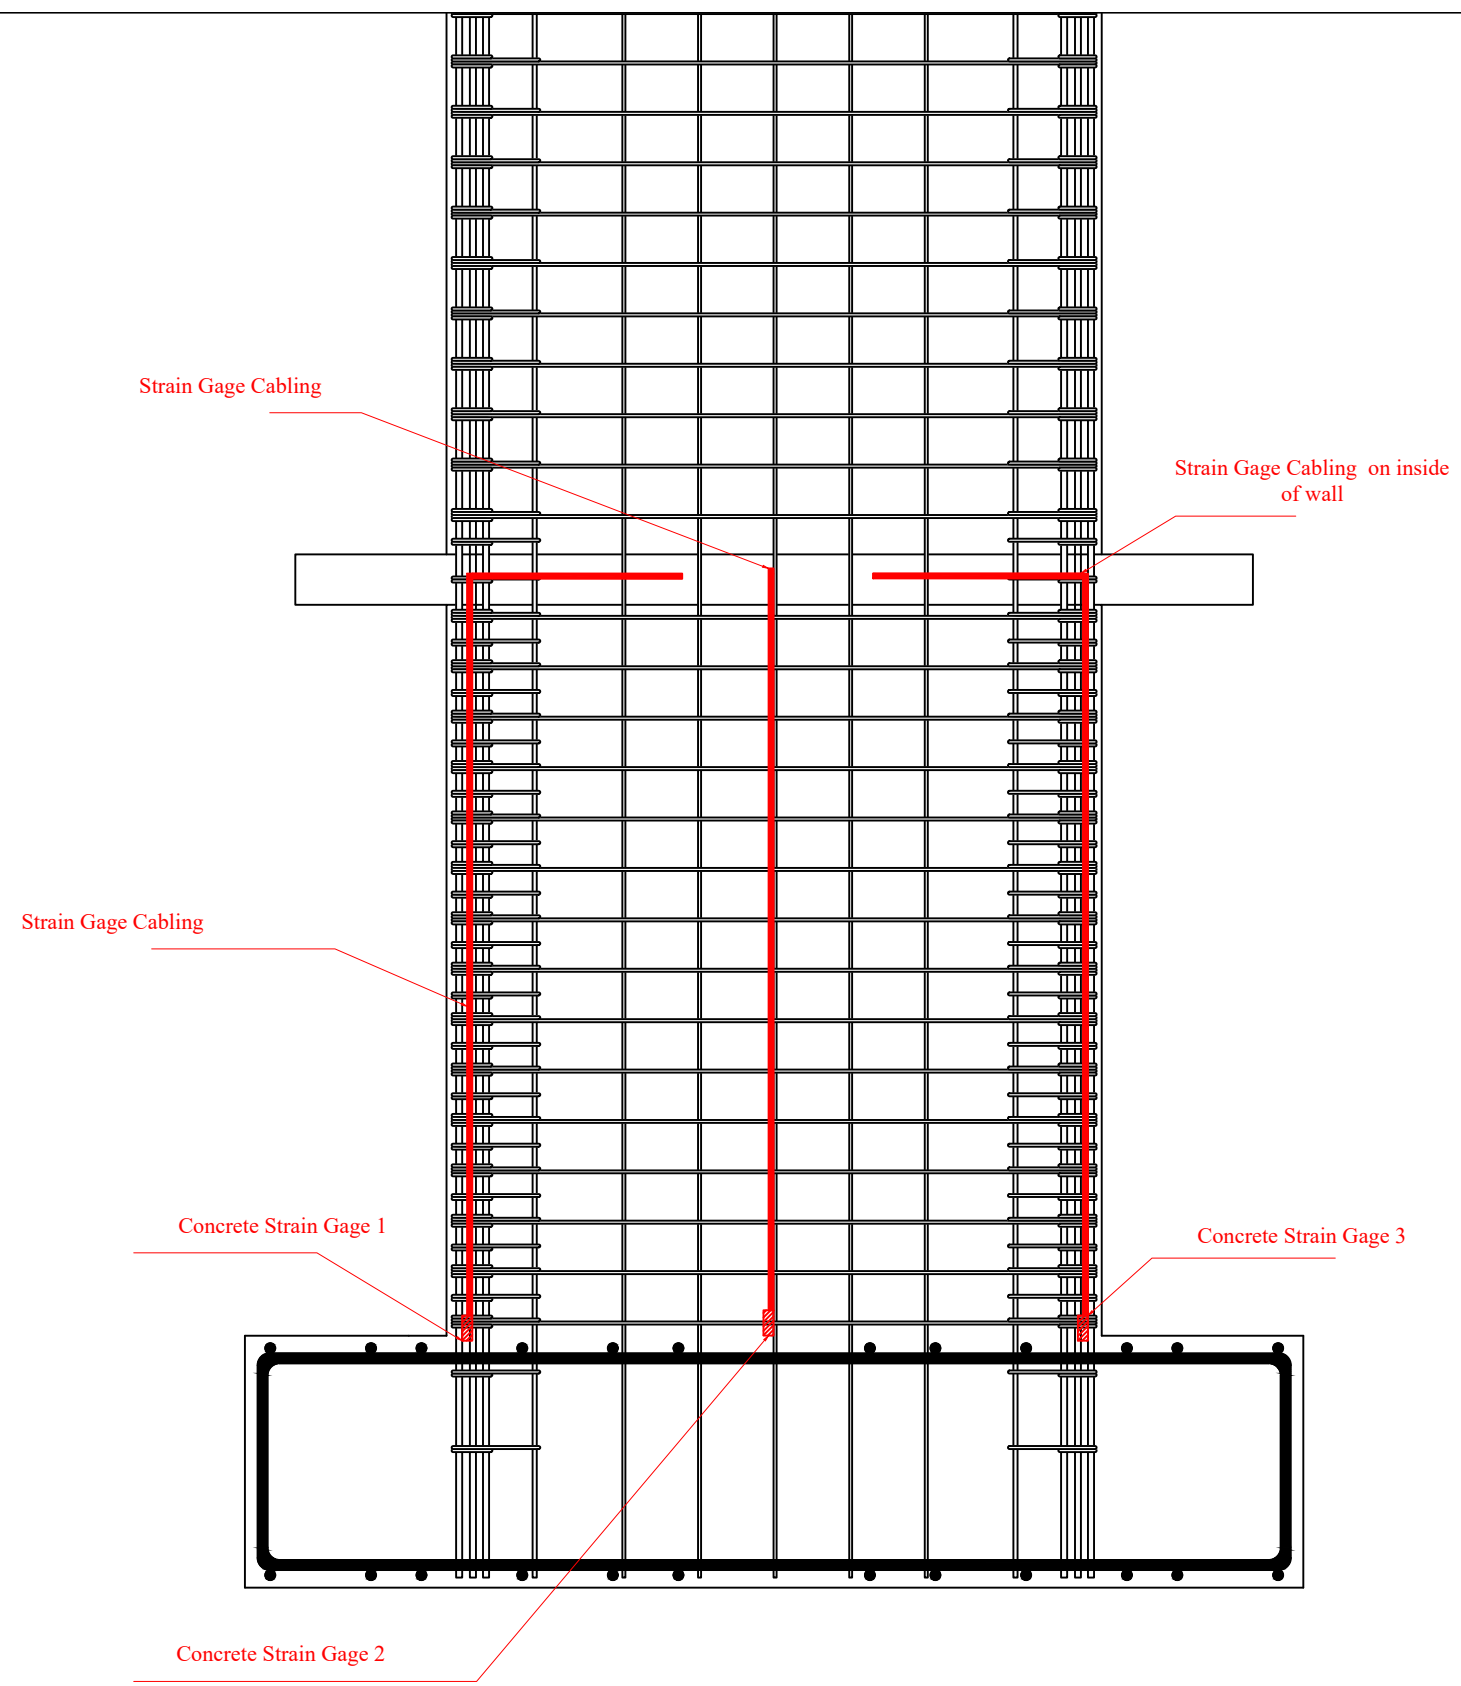 Strain Gage Cabling
Strain Gage Cabling on inside
of wall
Strain Gage Cabling
Concrete Strain Gage 1
Concrete Strain Gage 3
Concrete Strain Gage 2